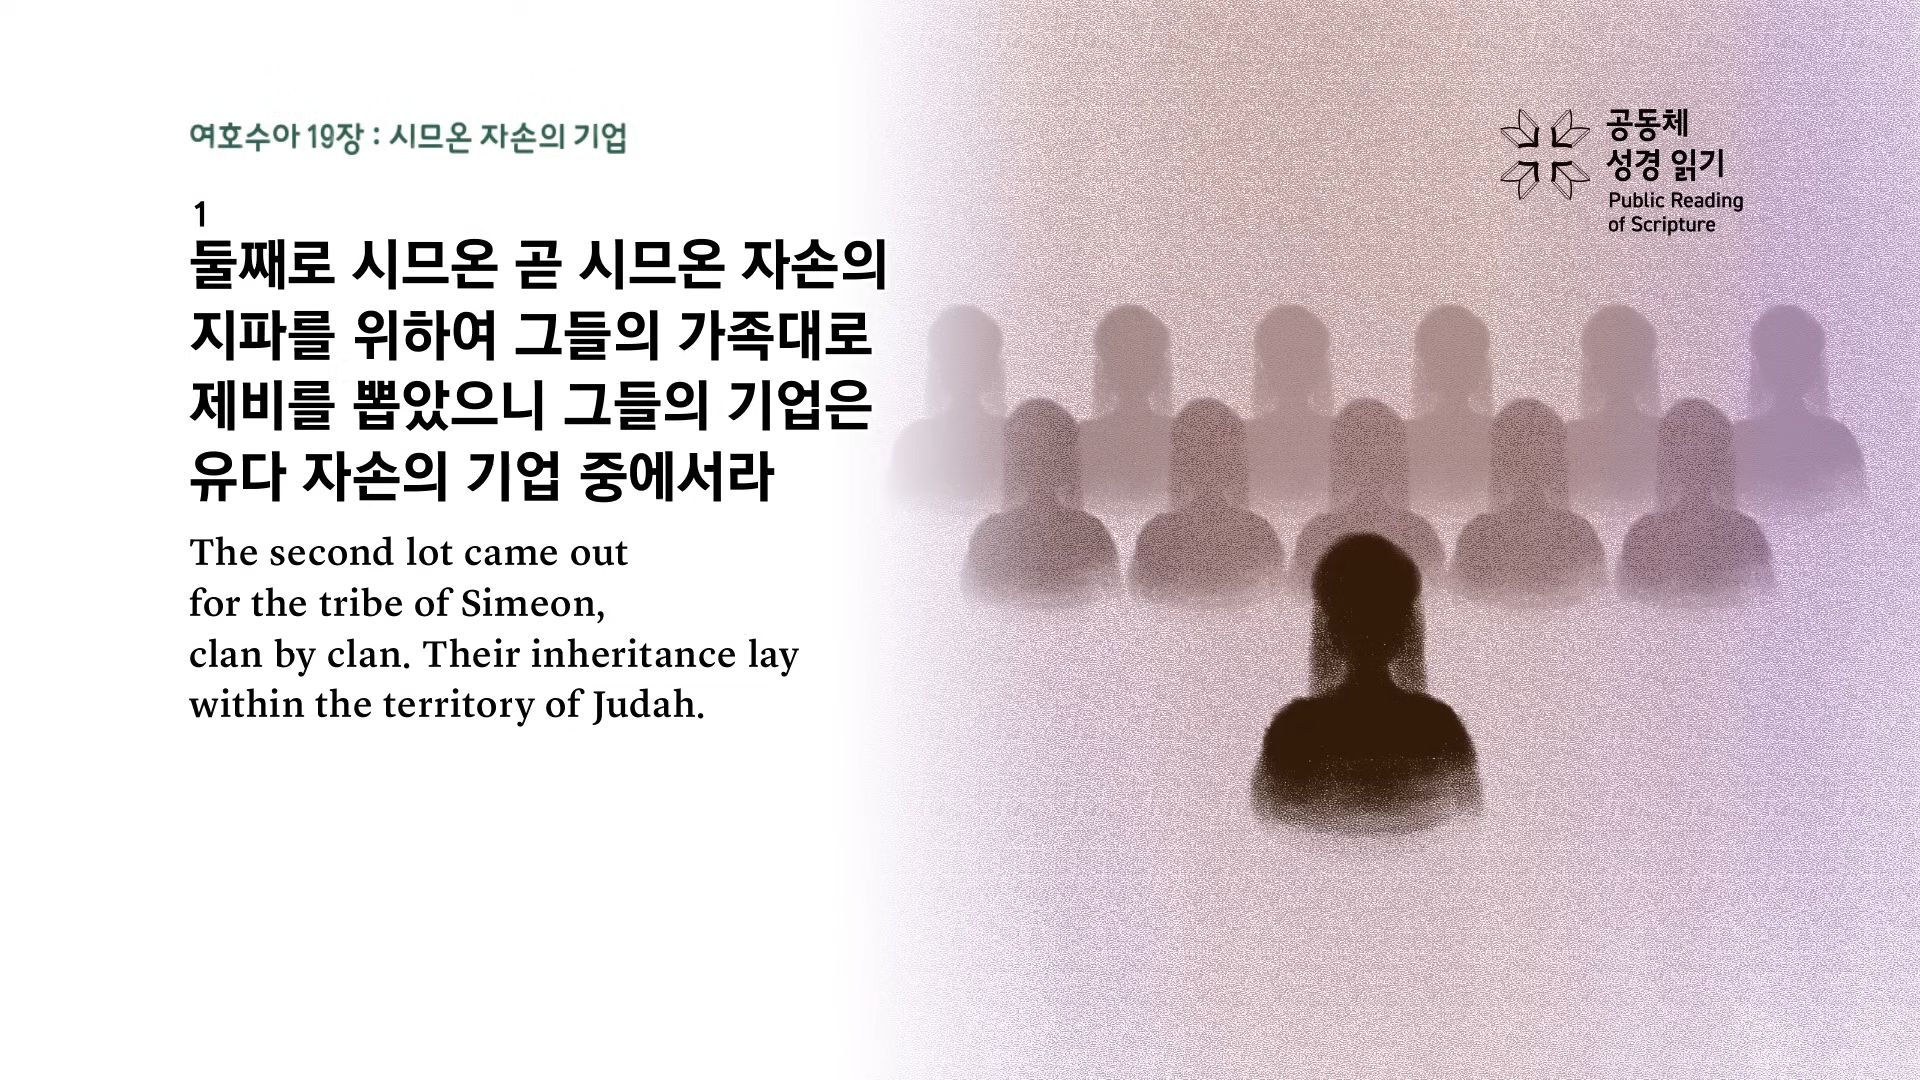 여호수아 19장 : 시므온 자손의 기업
1
둘째로 시므온 곧 시므온 자손의
지파를 위하여 그들의 가족대로
제비를 뽑았으니 그들의 기업은
유다 자손의 기업 중에서라
The second lot came out
for the tribe of Simeon,
clan by clan. Their inheritance lay
within the territory of Judah.
공동체
성경 읽기
Public Reading
of Scripture